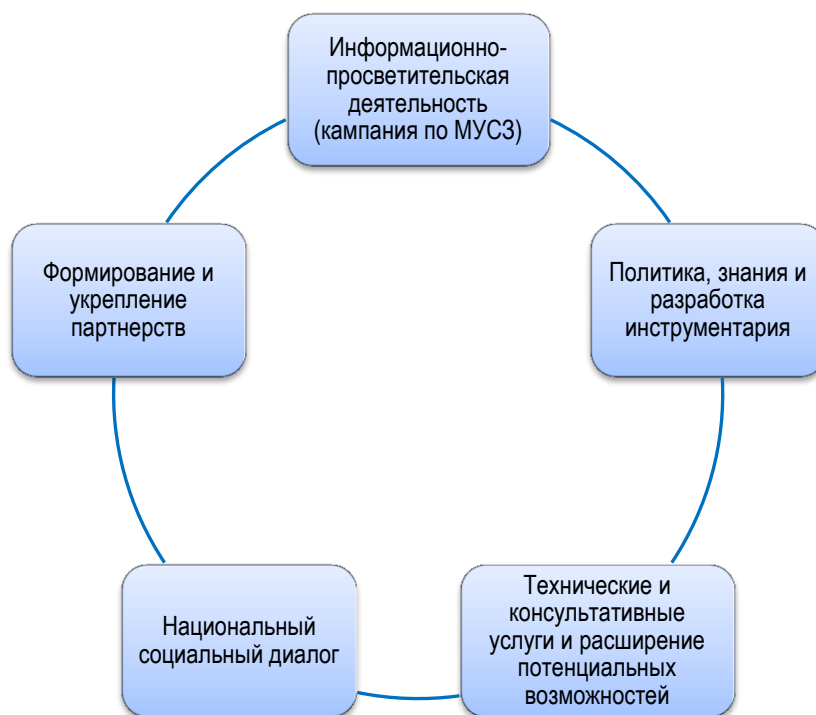 Информационно-
просветительская
деятельность
(кампания по МУСЗ)
Политика, знания и
разработка
инструментария
Технические и
консультативные
услуги и расширение
потенциальных
возможностей
Национальный
социальный диалог
Формирование и
укрепление
партнерств